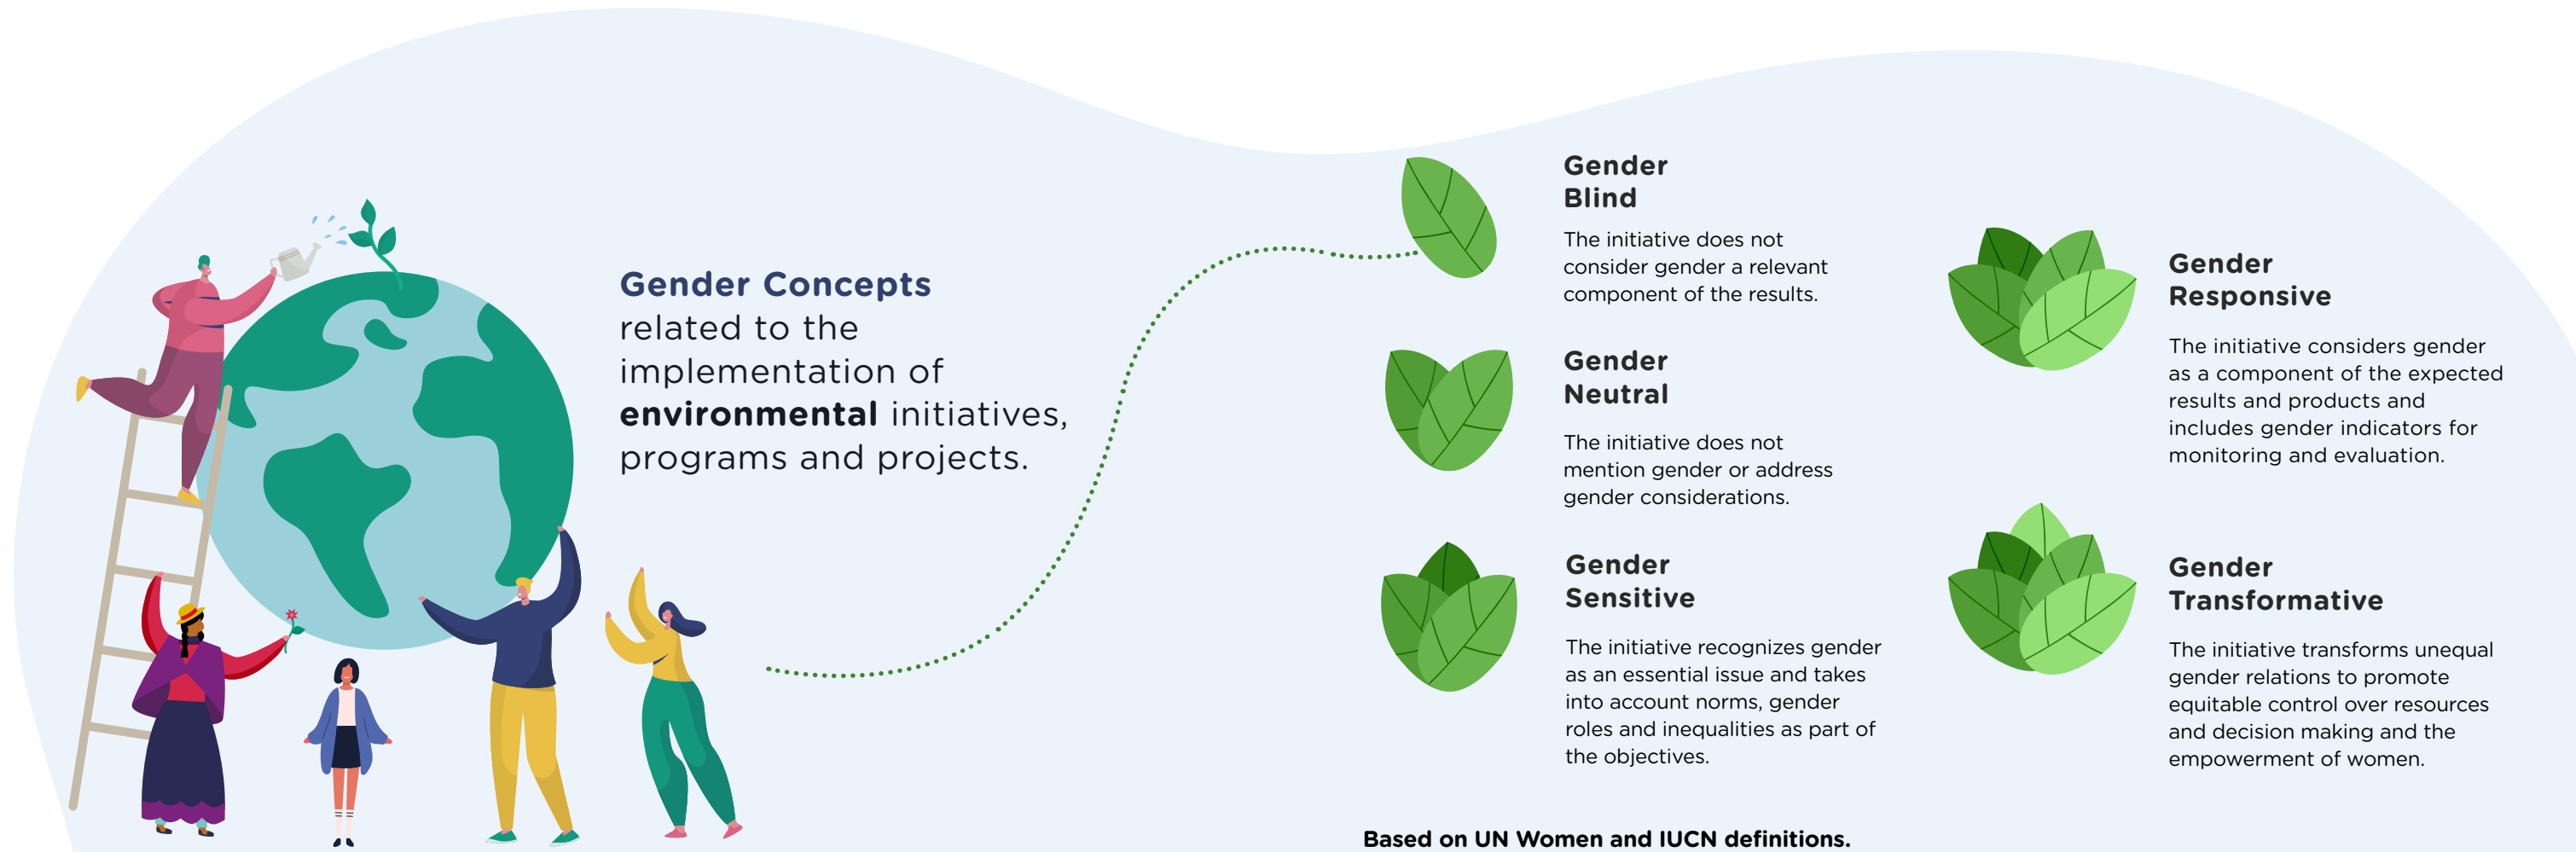 Gender Concepts
related to the
implementation of
environmental initiatives,
programs and projects.
Gender
Blind
The initiative does not
consider gender a relevant
component of the results.
Gender
Neutral
The initiative does not
mention gender or address
gender considerations.
Gender
Sensitive
The initiative recognizes gender
as an essential issue and takes
into account norms, gender
roles and inequalities as part of
the objectives.
Gender
Responsive
The initiative considers gender
as a component of the expected
results and products and
includes gender indicators for
monitoring and evaluation.
Gender
Transformative
The initiative transforms unequal
gender relations to promote
equitable control over resources
and decision making and the
empowerment of women.
Based on UN Women and IUCN definitions.